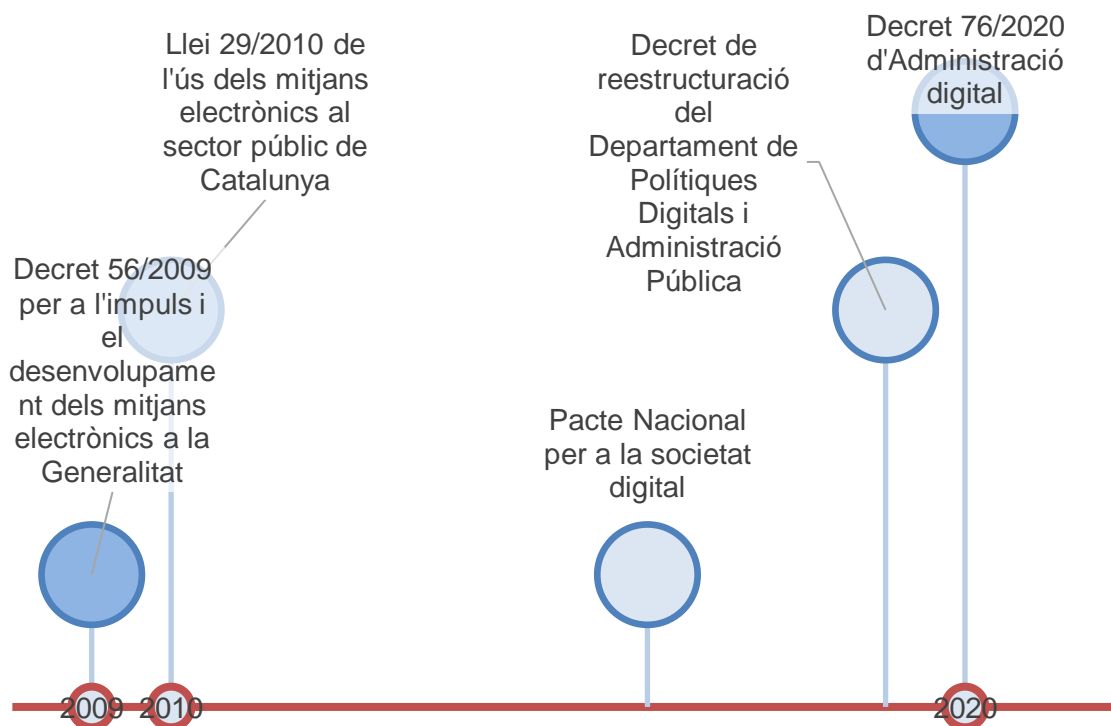 Llei 29/2010 de
l'ús dels mitjans
electrònics al
sector públic de
Catalunya
Decret de
reestructuració
del
Departament de
Polítiques
Digitals i
Administració
Pública
Decret 76/2020
d'Administració
digital
Decret 56/2009
per a l'impuls i
el
desenvolupame
nt dels mitjans
electrònics a la
Generalitat
Pacte Nacional
per a la societat
digital
2009
2010
2020